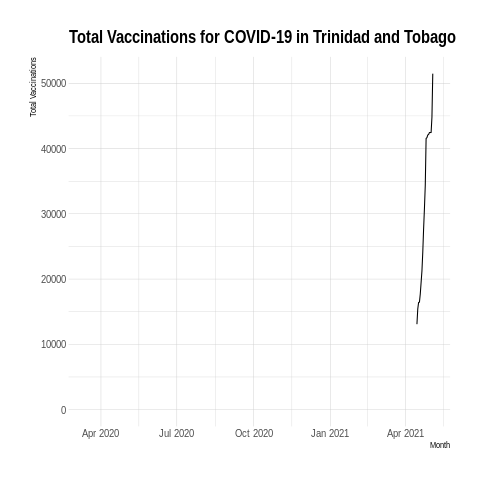 Total Vaccinations for COVID-19 in Trinidad and Tobago
Total Vaccinations
50000
40000
30000
20000
10000
0
Apr 2020 Jul 2020 Oct 2020 Jan 2021 Apr 2021
Month